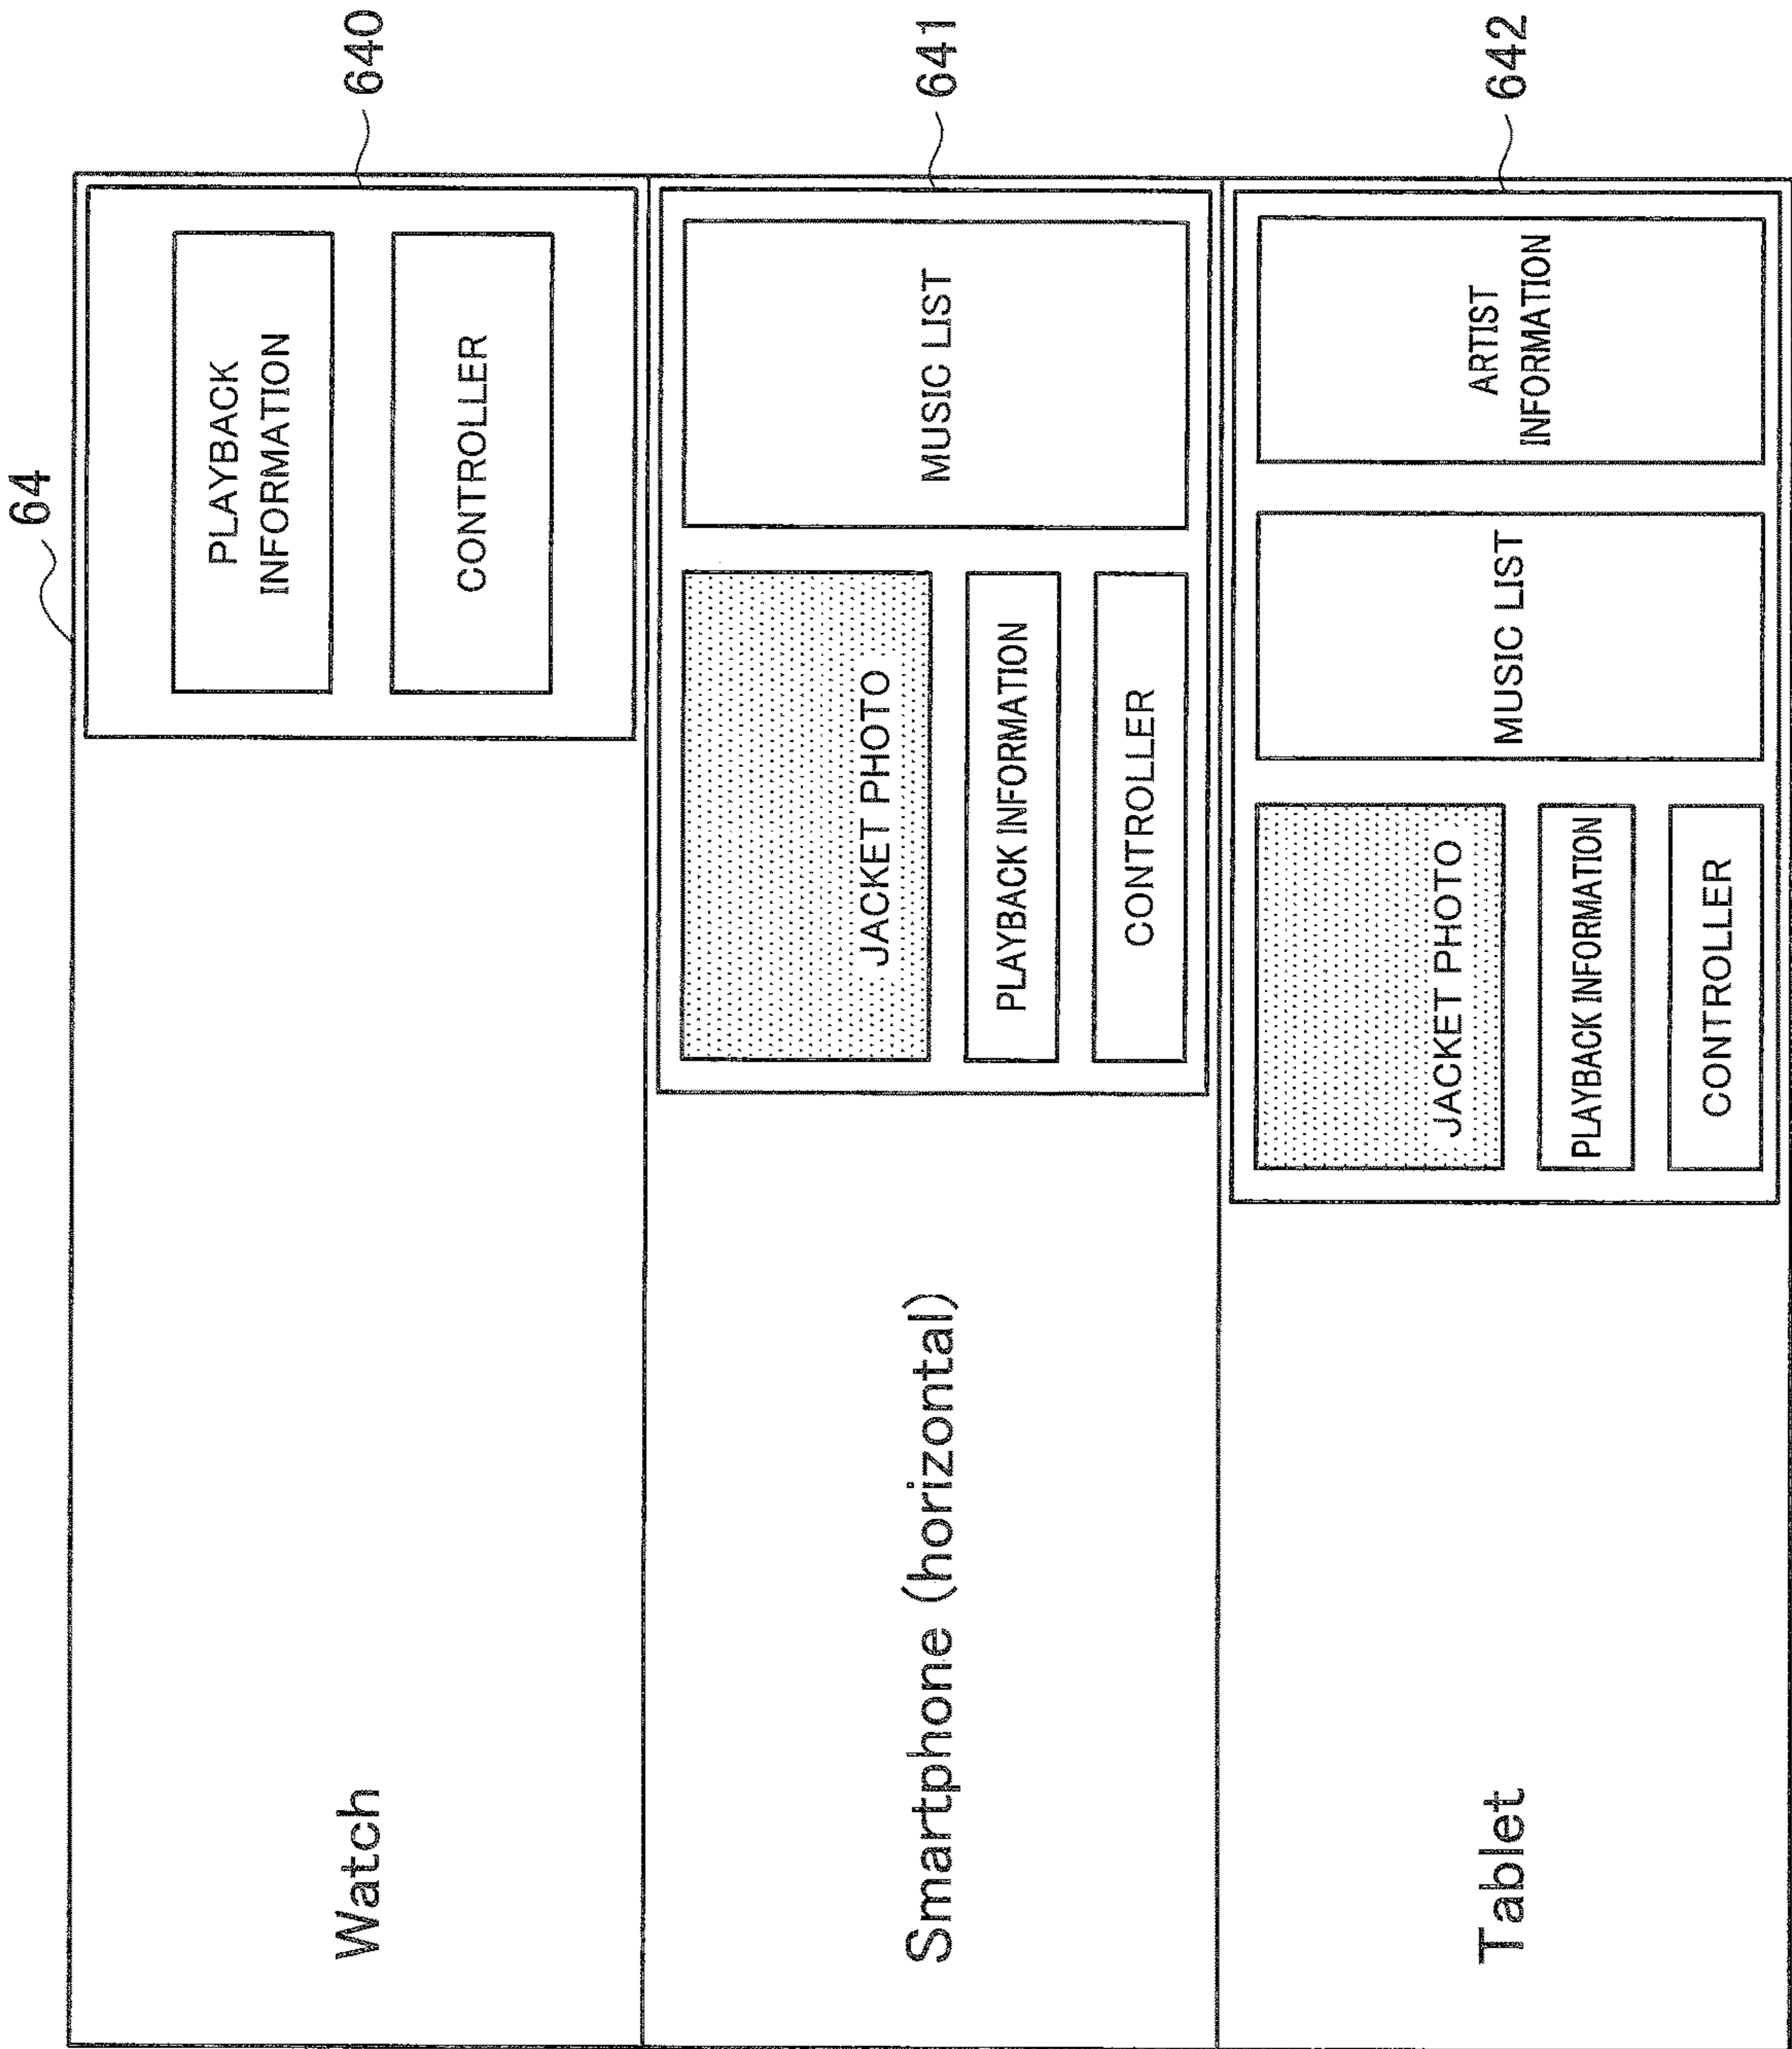 64
Watch
PLAYBACK
INFORMATION
CONTROLLER
640
Smartphone (horizontal)
JACKET PHOTO
PLAYBACK INFORMATION
CONTROLLER
MUSIC LIST
641
Tablet
JACKET PHOTO
PLAYBACK INFORMATION
CONTROLLER
MUSIC LIST
ARTIST
INFORMATION
642